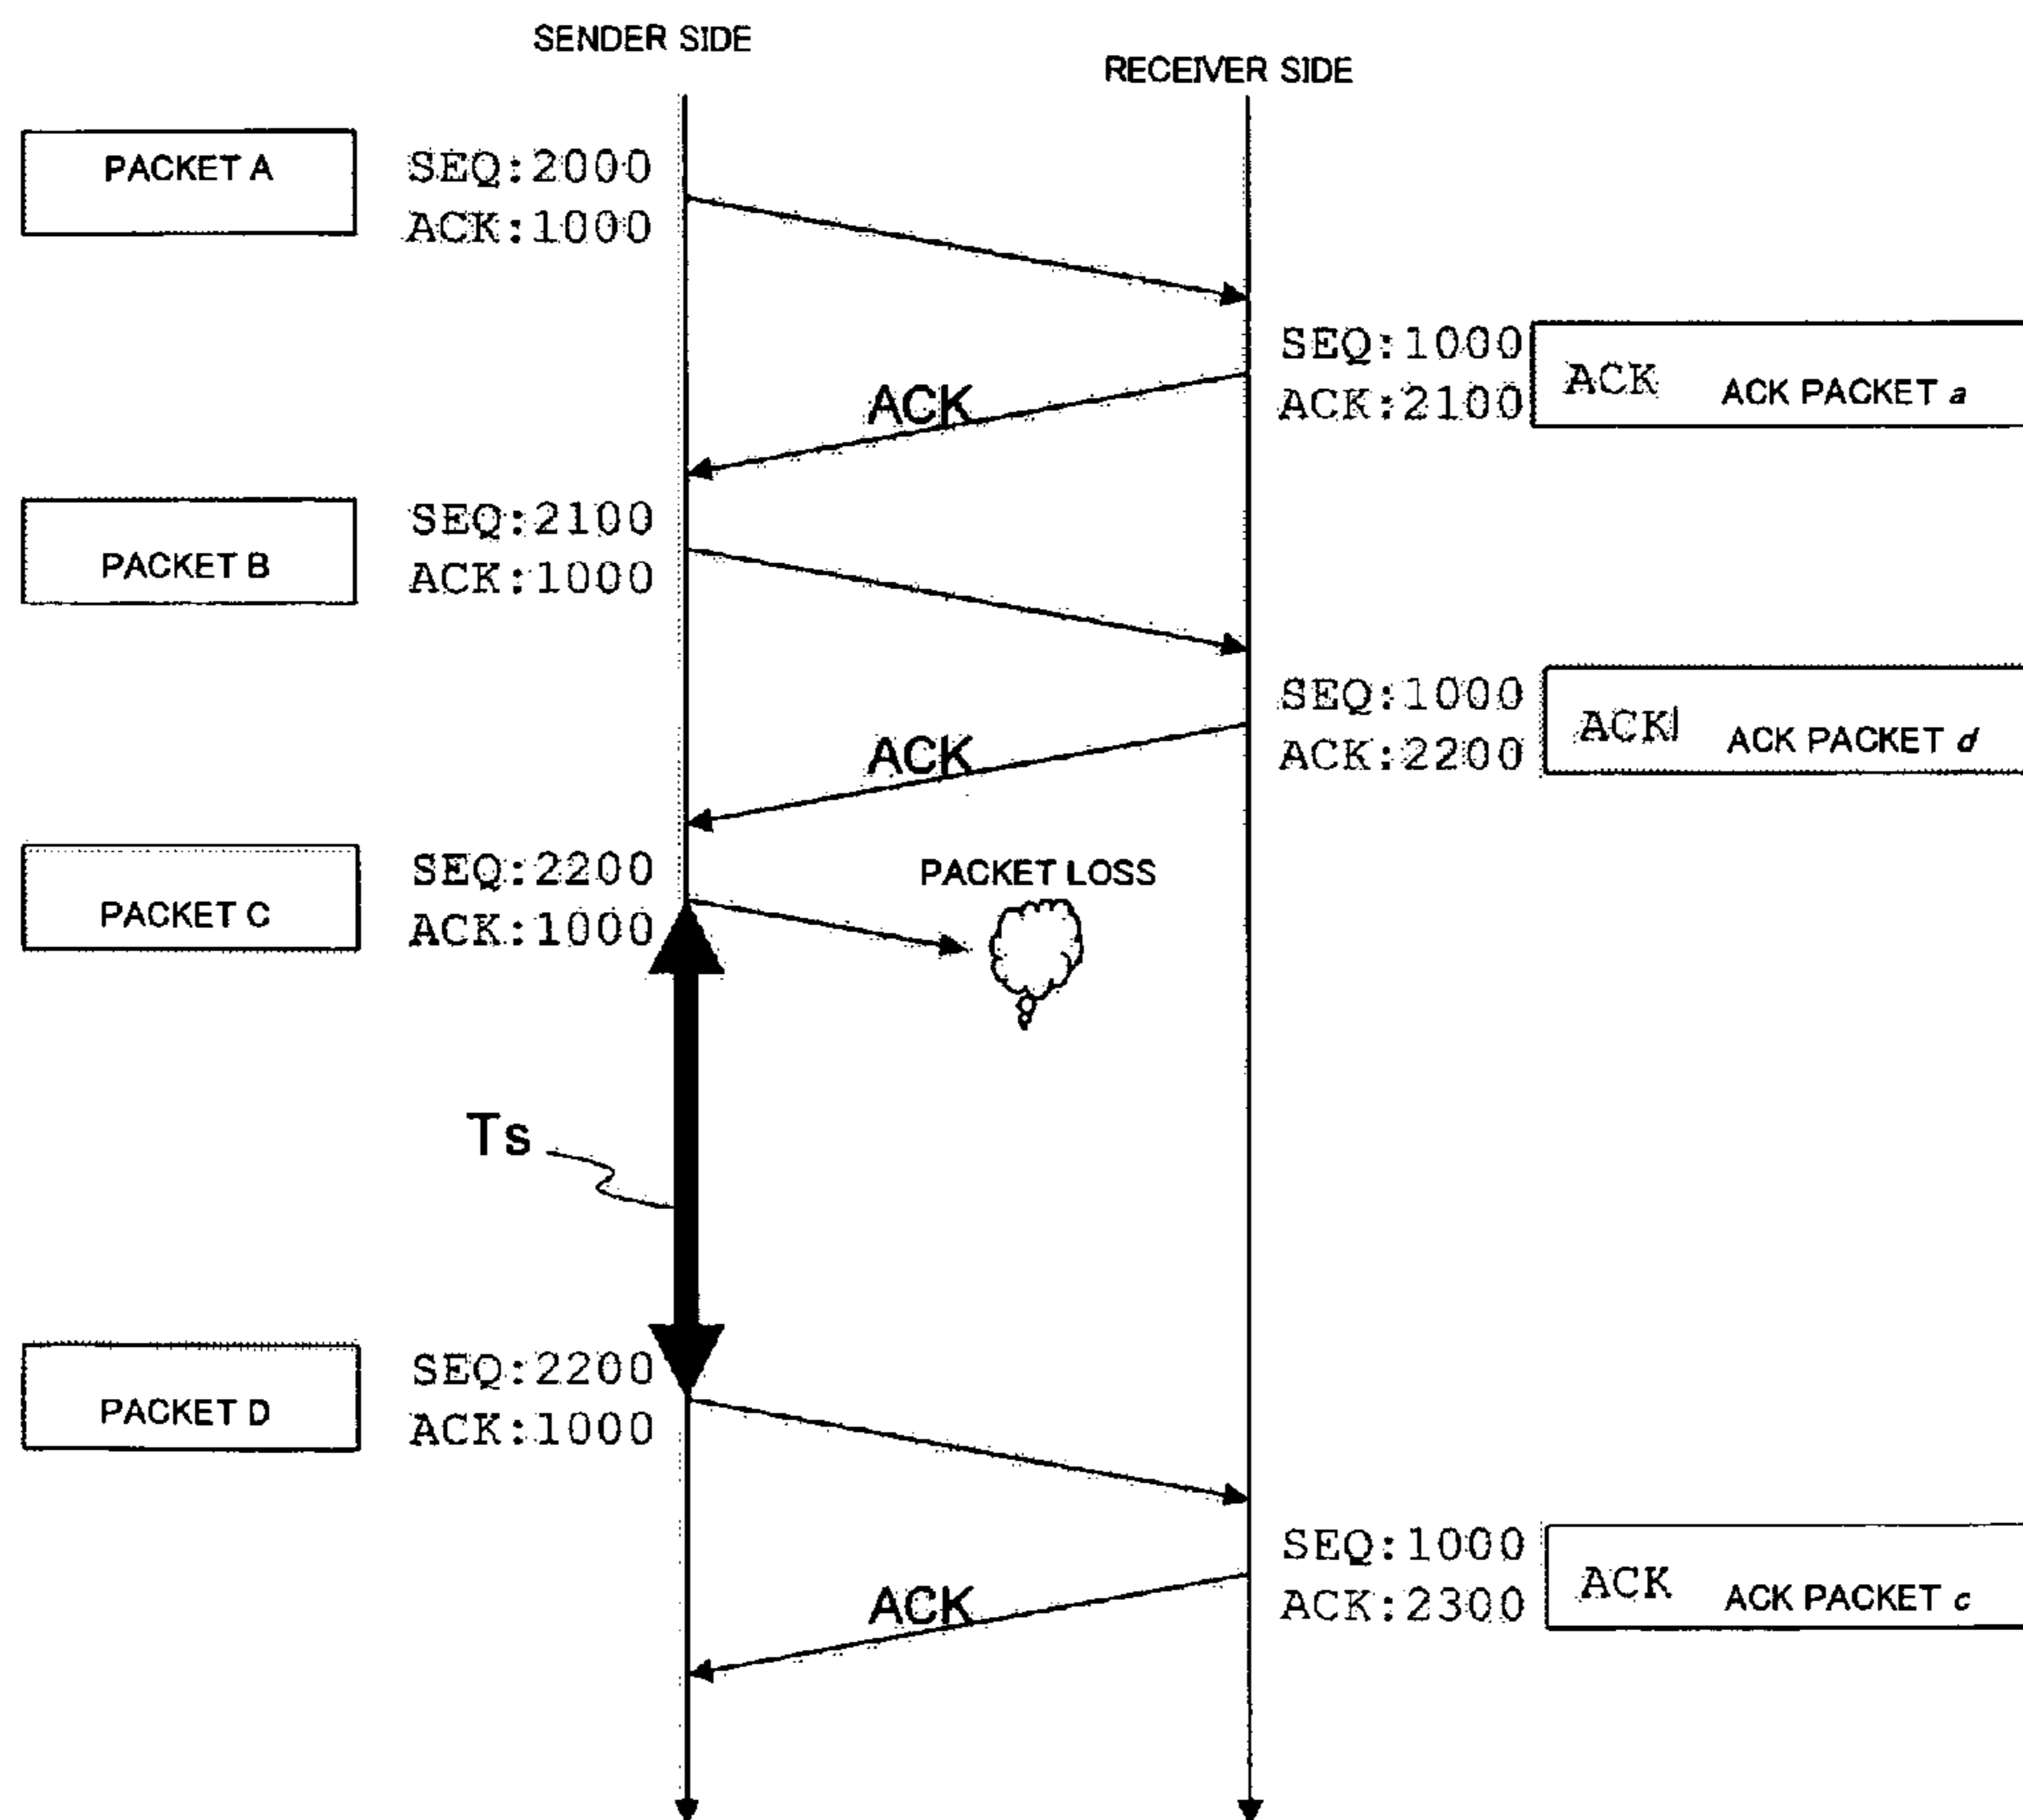 SENDER SIDE
RECEIVER SIDE
PACKET A
SEQ:2000
ACK:1000
SEQ:1000
ACK:2100
ACK
ACK PACKET a
ACK
PACKET B
SEQ:2100
ACK:1000
SEQ:1000
ACK:2200
ACK
ACK PACKET d
ACK
PACKET C
SEQ:2200
ACK:1000
PACKET LOSS
Ts
PACKET D
SEQ:2200
ACK:1000
SEQ:1000
ACK:2300
ACK
ACK PACKET c
ACK